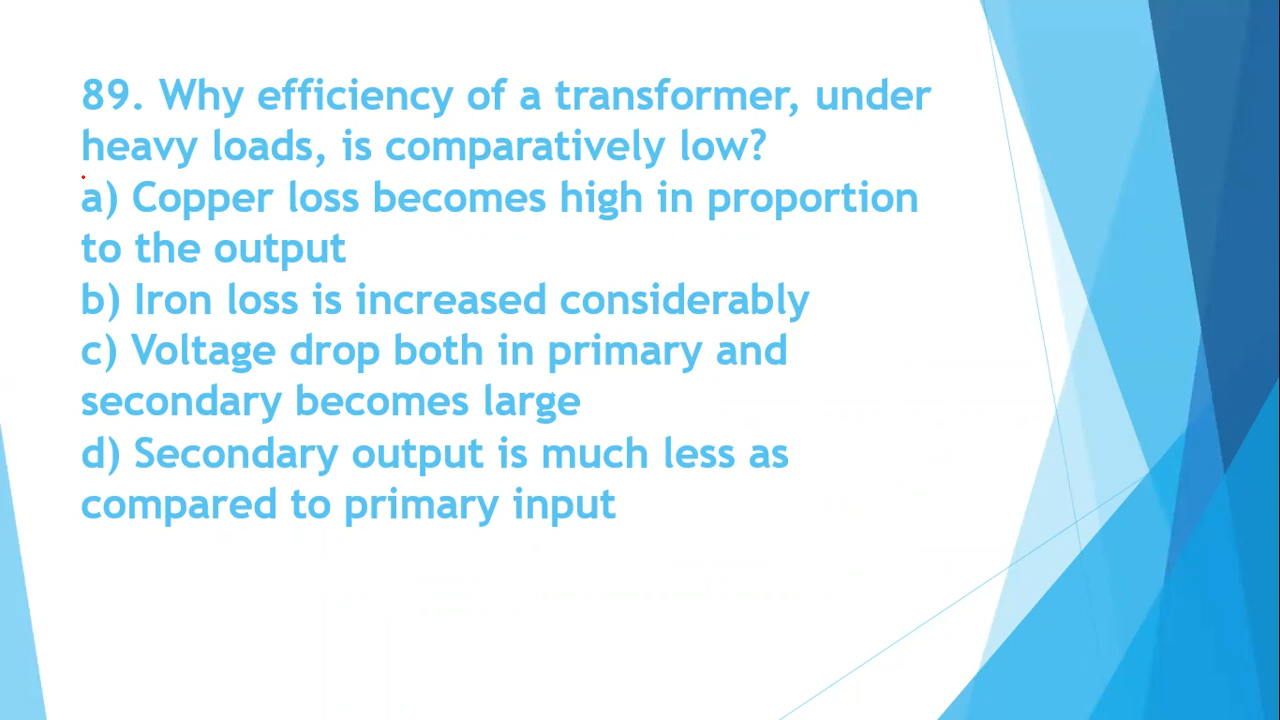 89. Why efficiency of a transformer, under
heavy loads, is comparatively low?
a) Copper loss becomes high in proportion
to the output
b) Iron loss is increased considerably
c) Voltage drop both in primary and
secondary becomes large
d) Secondary output is much less as
compared to primary input